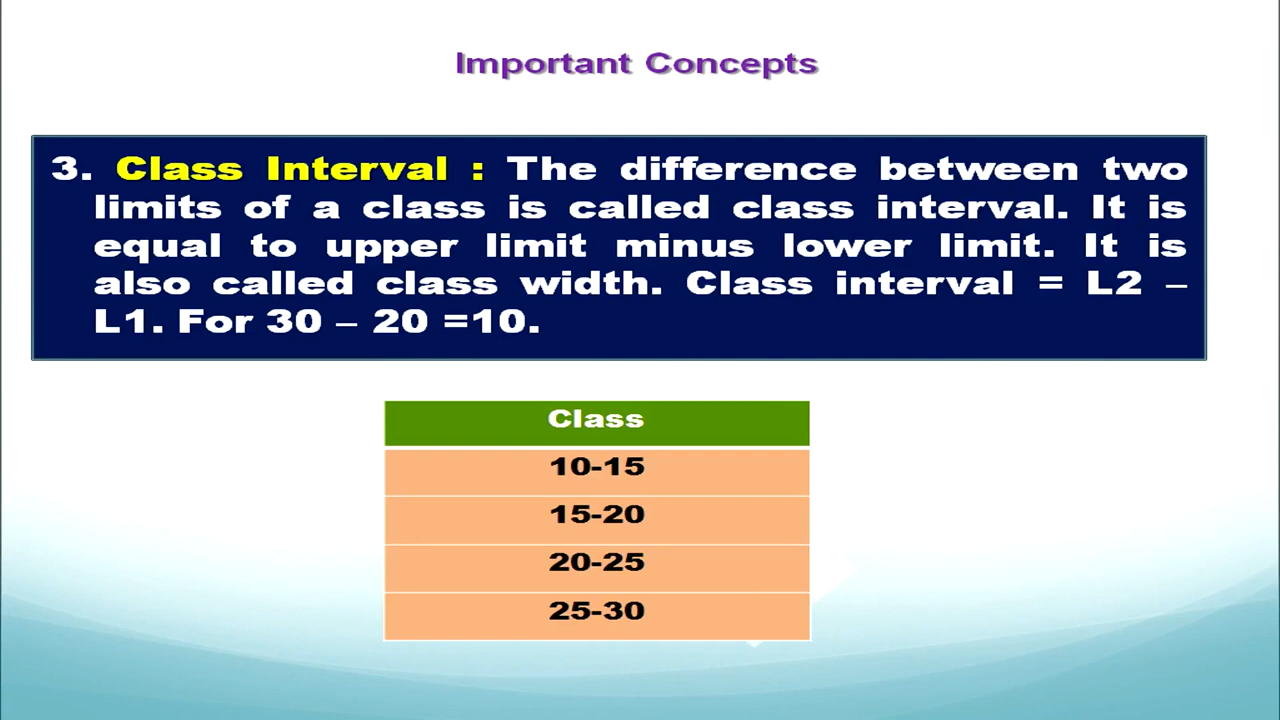 Important Concepts
3. Class Interval : The difference between two
limits of a class is called class interval. It is
equal to upper limit minus lower limit. It is
also called class width. Class interval = L2 –
L1. For 30 – 20 =10.
Class
10-15
15-20
20-25
25-30